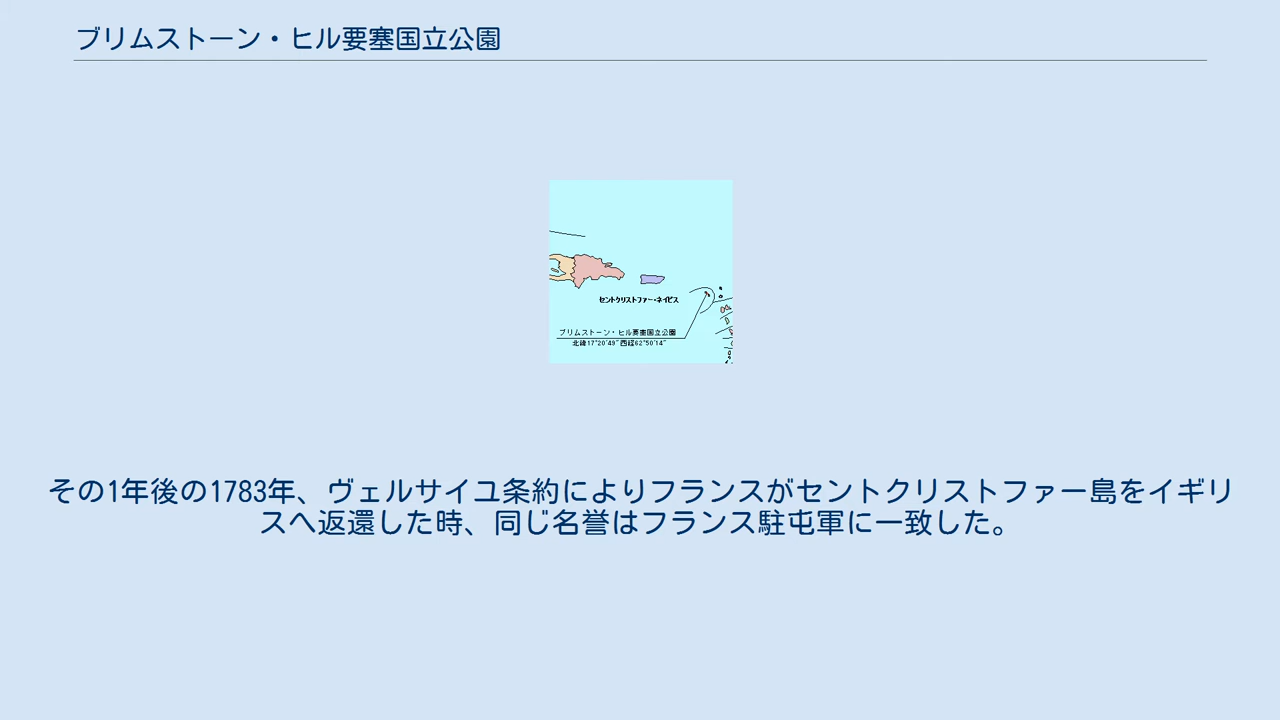 ブリムストーン・ヒル要塞国立公園
セントクリストファー・ネイビス
ブリムストーン・ヒル要塞国立公園
北緯17°20'49" 西経62°50'14"
その1年後の1783年、ヴェルサイユ条約によりフランスがセントクリストファー島をイギリ
スへ返還した時、同じ名誉はフランス駐屯軍に一致した。